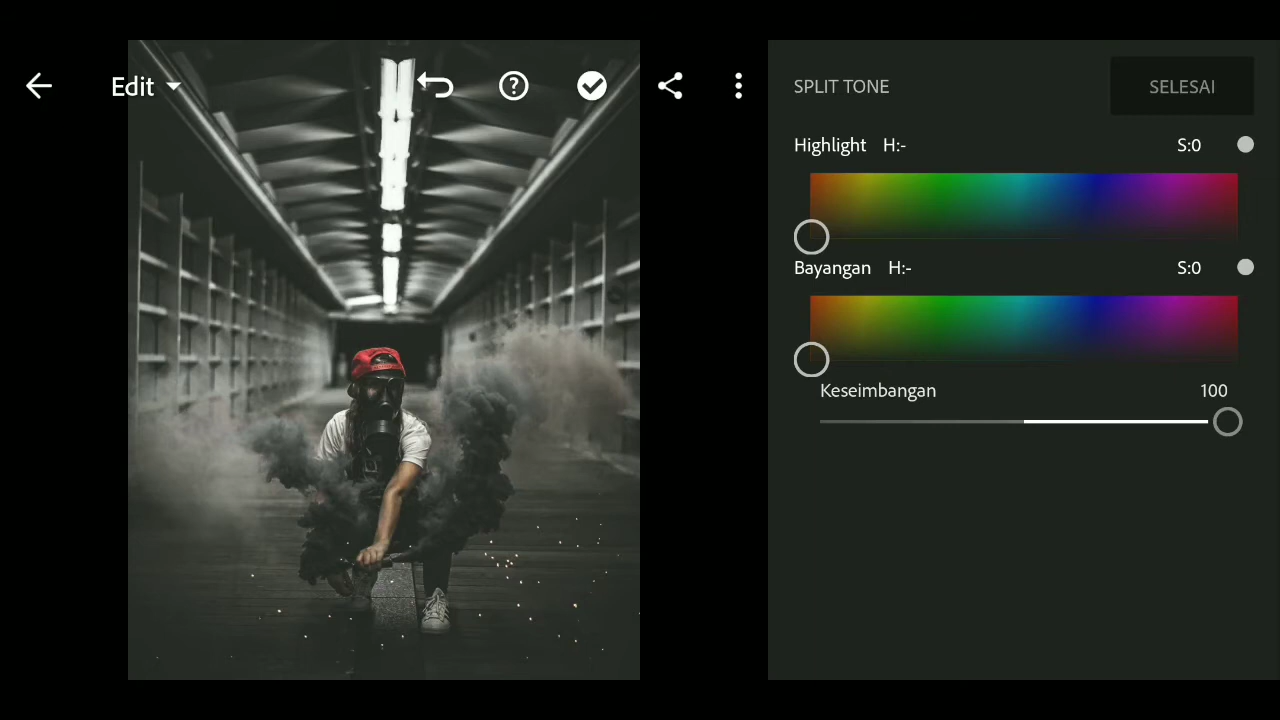 Edit
SPLIT TONE
SELESAI
Highlight H:- S:0
Bayangan H:- S:0
Keseimbangan 100